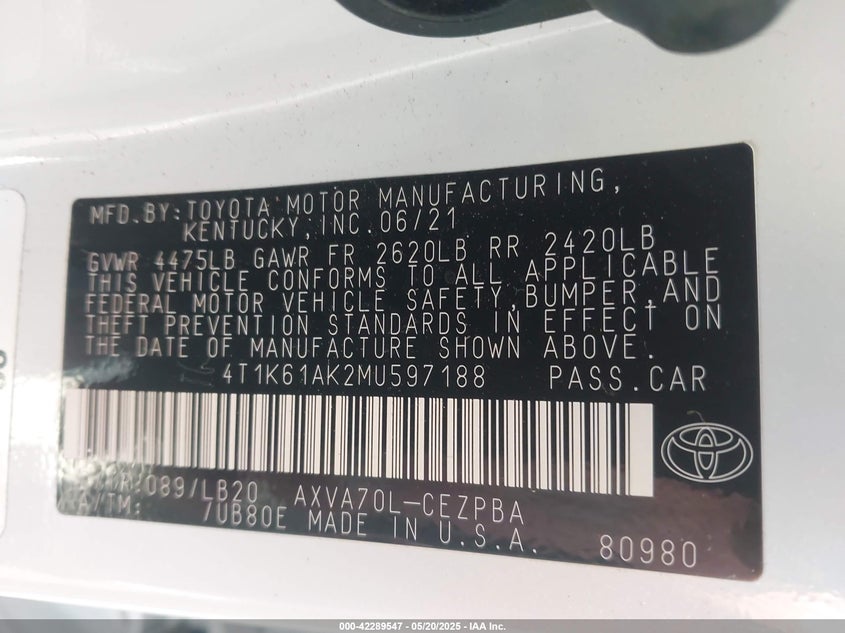 MFD.BY:TOYOTA MOTOR MANUFACTURING,
KENTUCKY,INC.06/21
GVWR 4475LB GAWR FR 2620LB RR 2420LB
THIS VEHICLE CONFORMS TO ALL APPLICABLE
FEDERAL MOTOR VEHICLE SAFETY,BUMPER,AND
THEFT PREVENTION STANDARDS IN EFFECT ON
THE DATE OF MANUFACTURE SHOWN ABOVE.
4T1K61AK2MU597188 PASS.CAR
089/LB20 AXVA70L-CEZPBA
A/TM: /UB80E MADE IN U.S.A. 80980
000-42289547 — 05/20/2025 — IAA Inc.